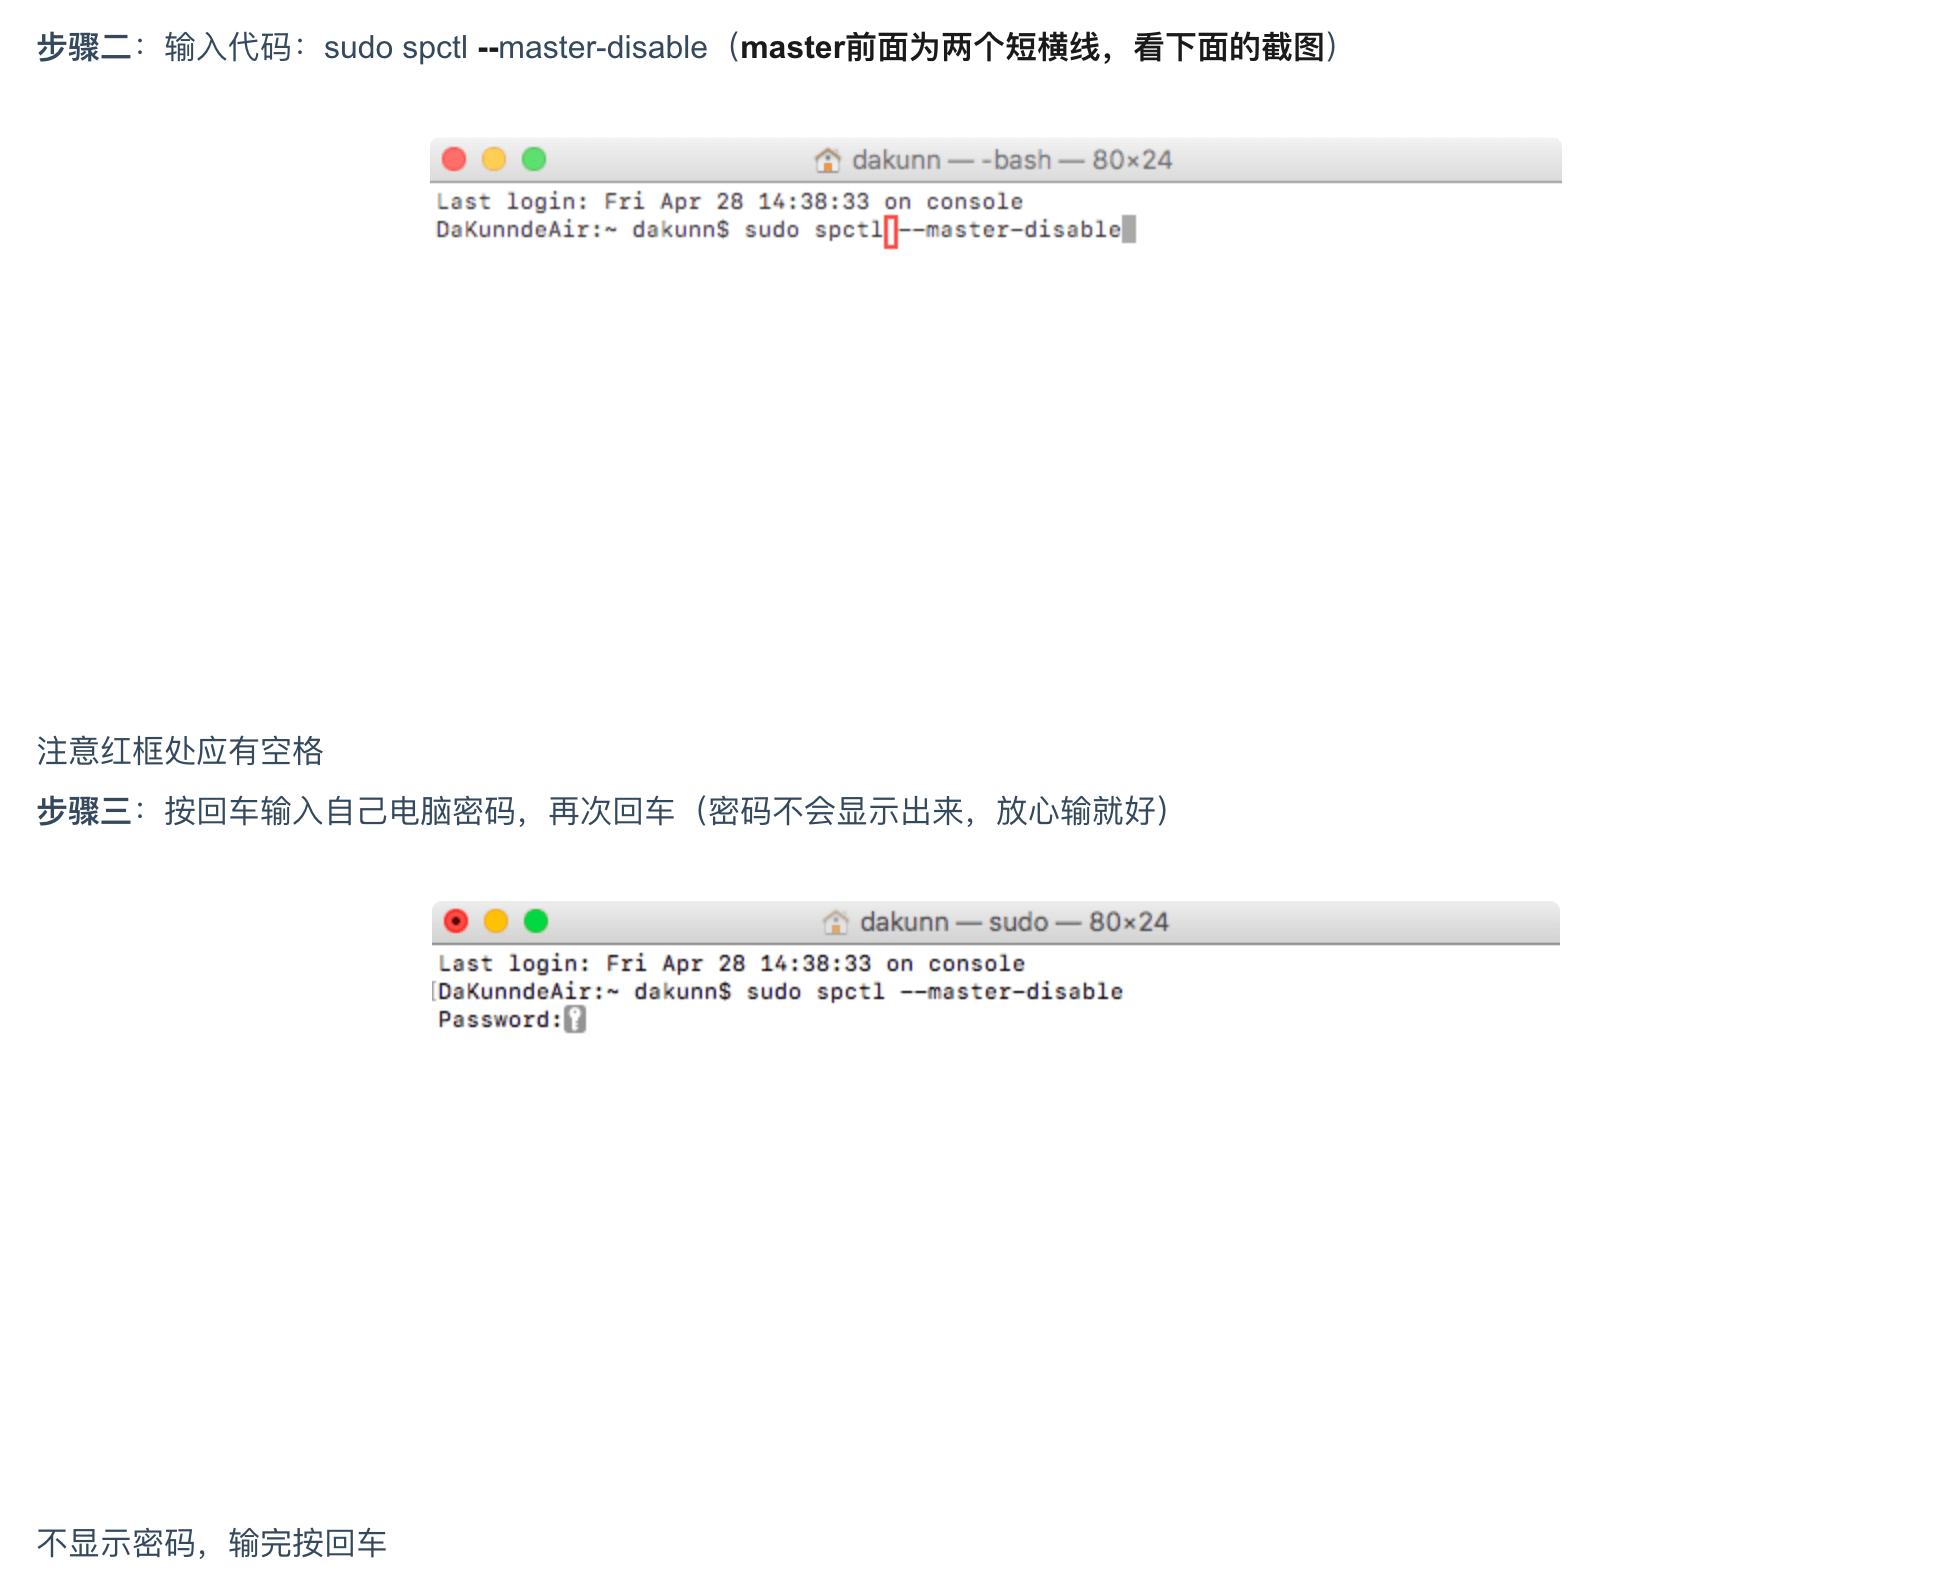 步骤二：输入代码：sudo spctl --master-disable（master前面为两个短横线，看下面的截图）
dakunn — -bash — 80×24
Last login: Fri Apr 28 14:38:33 on console
DaKunndeAir:~ dakunn$ sudo spctl --master-disable
注意红框处应有空格
步骤三：按回车输入自己电脑密码，再次回车（密码不会显示出来，放心输就好）
dakunn — sudo — 80×24
Last login: Fri Apr 28 14:38:33 on console
[DaKunndeAir:~ dakunn$ sudo spctl --master-disable
Password:
不显示密码，输完按回车